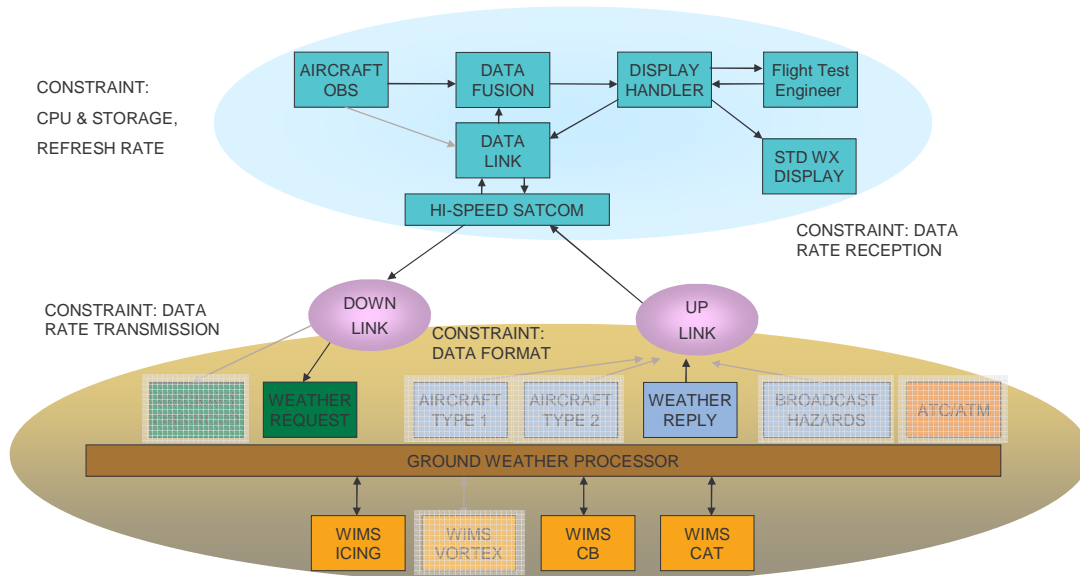 AIRCRAFT
OBS
DATA
FUSION
DISPLAY
HANDLER
Flight Test
Engineer
CONSTRAINT:
CPU & STORAGE,
REFRESH RATE
DATA
LINK
STD WX
DISPLAY
HI-SPEED SATCOM
CONSTRAINT: DATA
RATE RECEPTION
CONSTRAINT: DATA
RATE TRANSMISSION
DOWN
LINK
UP
LINK
CONSTRAINT:
DATA FORMAT
WEATHER
REQUEST
AIRCRAFT
TYPE 1
AIRCRAFT
TYPE 2
WEATHER
REPLY
BROADCAST
HAZARDS
ATC/ATM
GROUND WEATHER PROCESSOR
WIMS
ICING
WIMS
VORTEX
WIMS
CB
WIMS
CAT